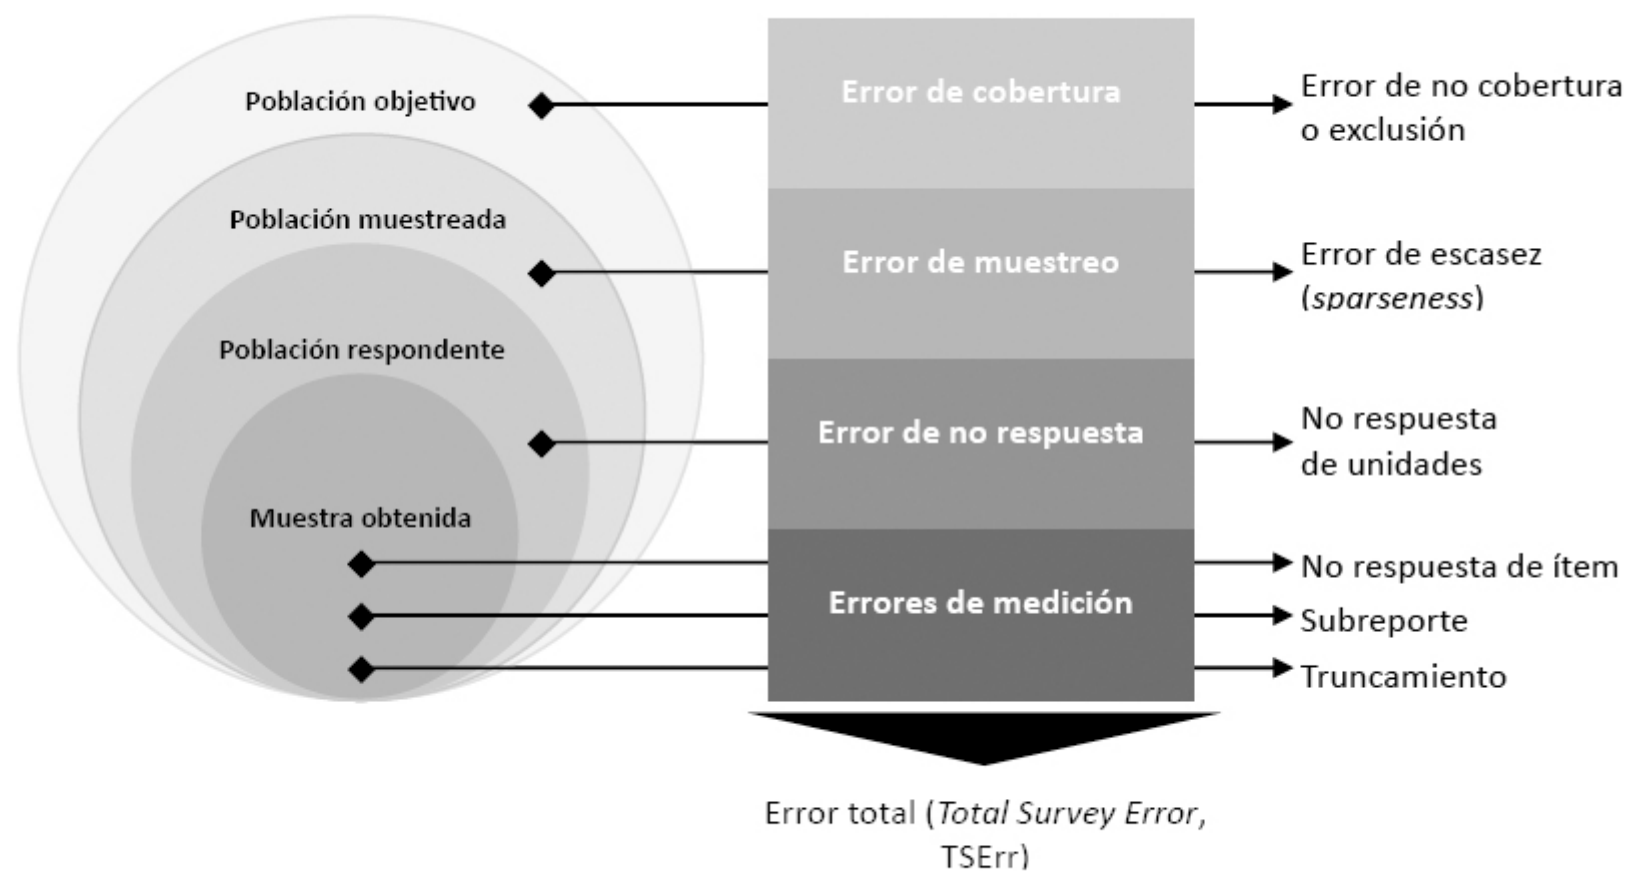 Población objetivo
Error de cobertura
Error de no cobertura
o exclusión
Población muestreada
Error de muestreo
Error de escasez
(sparseness)
Población respondente
Error de no respuesta
No respuesta
de unidades
Muestra obtenida
Errores de medición
No respuesta de ítem
Subreporte
Truncamiento
Error total (Total Survey Error,
TSErr)